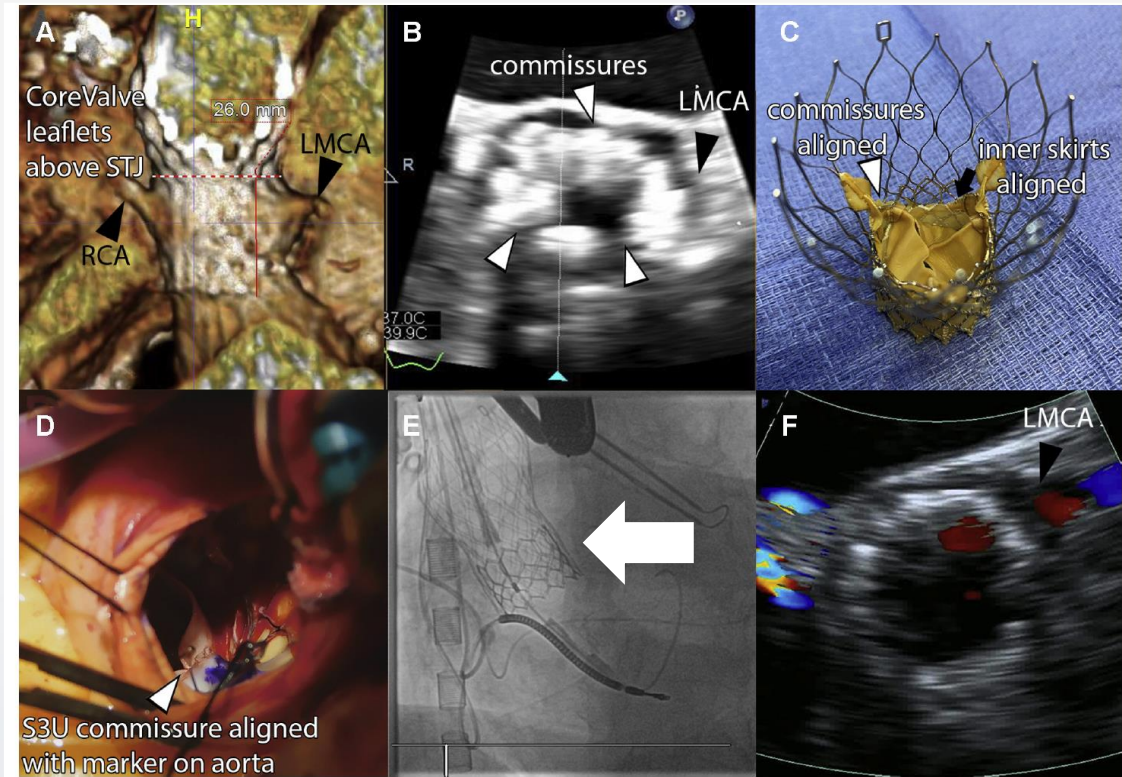 A
H
CoreValve
leaflets
above STJ
26.0 mm
LMCA
RCA
B
P
commissures
LMCA
R
37.0C
39.9C
C
commissures
aligned
inner skirts
aligned
D
S3U commissure aligned
with marker on aorta
E
F
LMCA